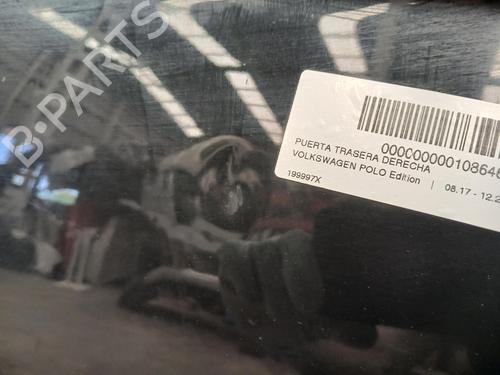 B-PARTS
000000000108646
PUERTA TRASERA DERECHA
VOLKSWAGEN POLO Edition | 08.17 - 12.2
199997X